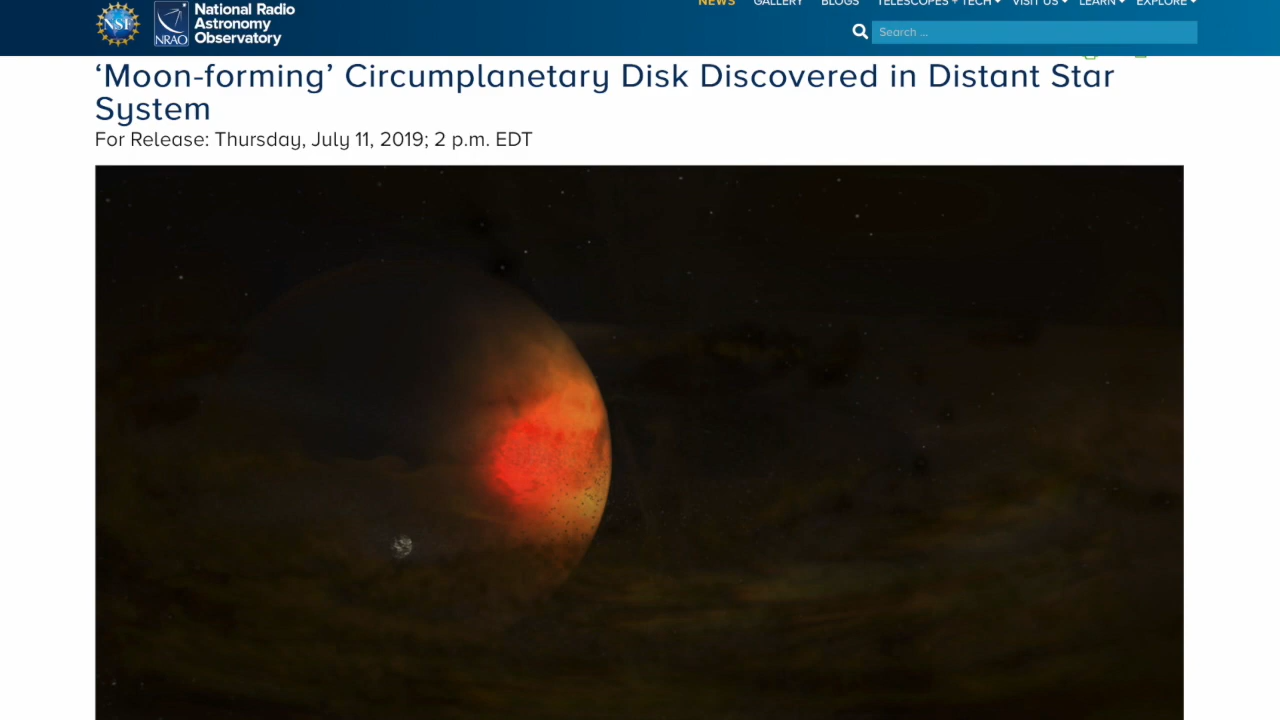 NSF
NRAO
National Radio
Astronomy
Observatory
NEWS GALLERY BLOGS TELESCOPES + TECH VISIT US LEARN EXPLORE
Search ...
‘Moon-forming’ Circumplanetary Disk Discovered in Distant Star
System
For Release: Thursday, July 11, 2019; 2 p.m. EDT